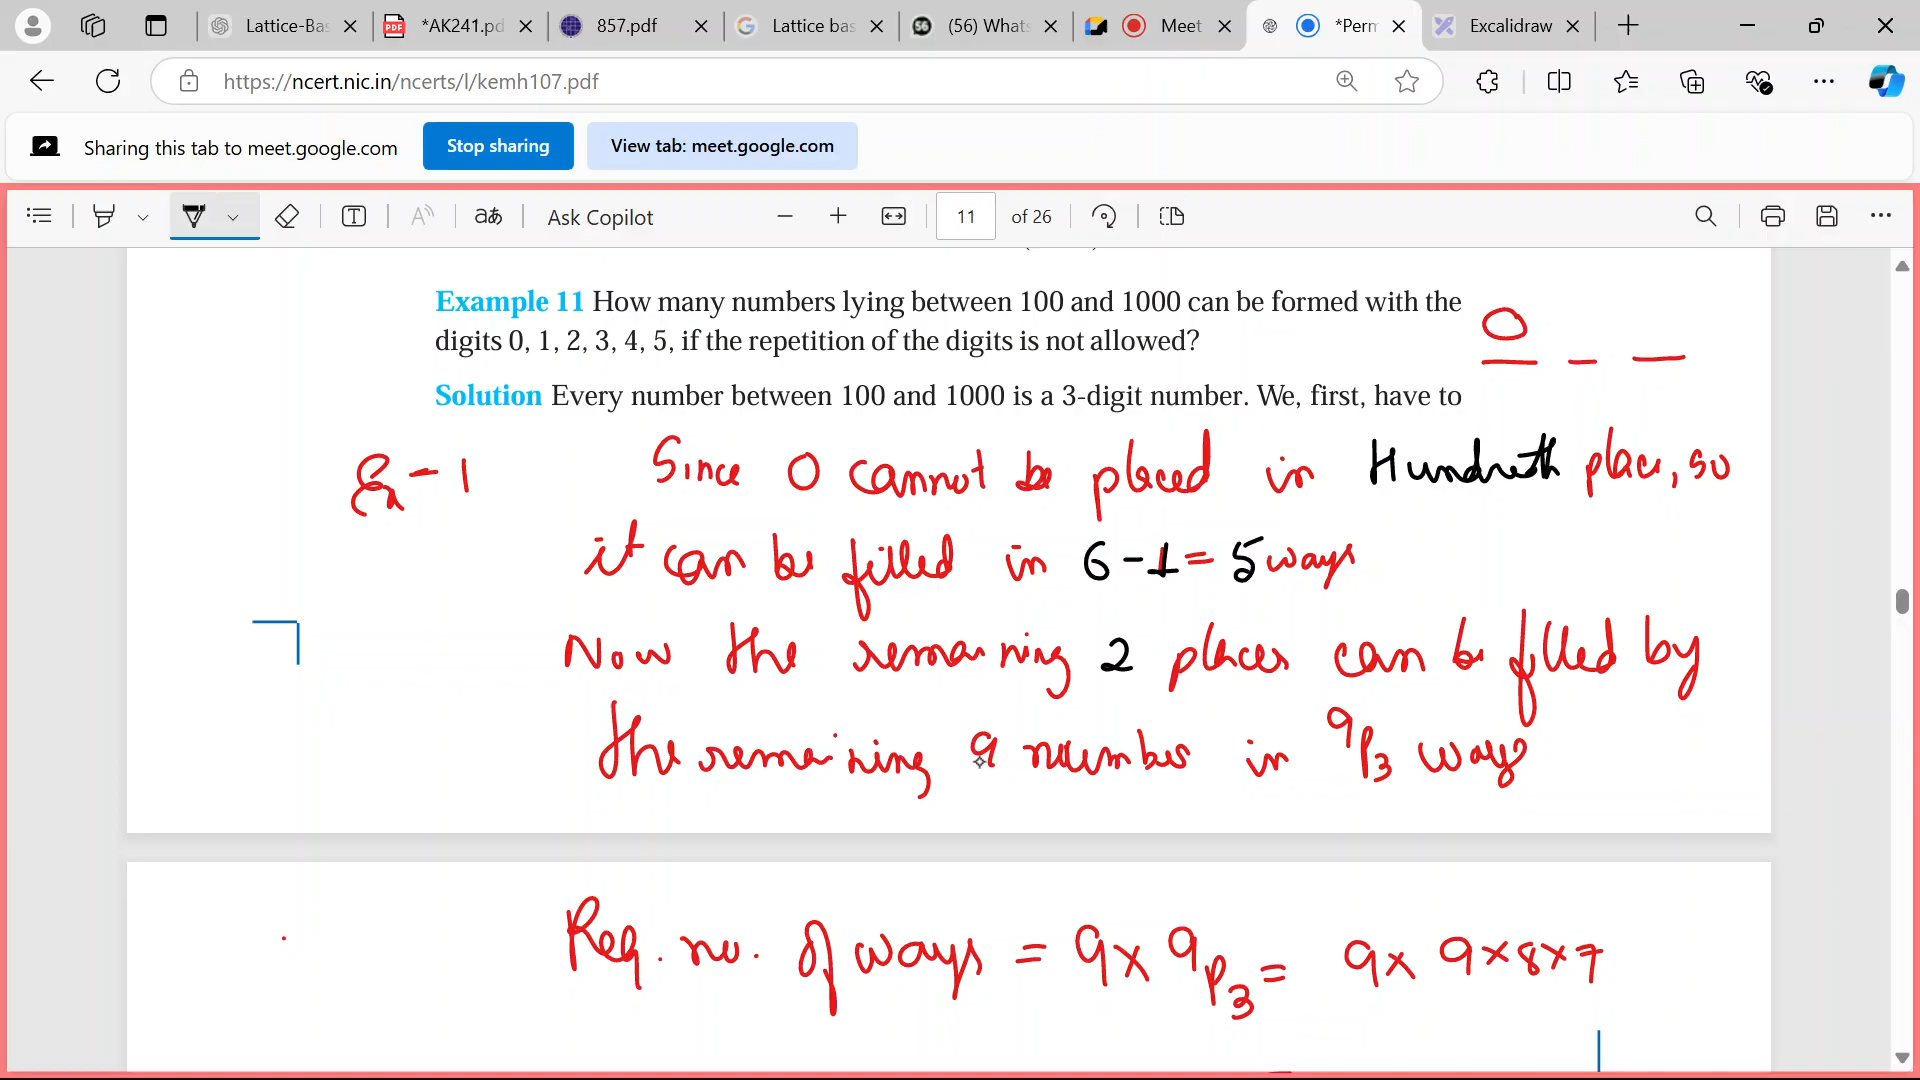 Lattice-Bas
*AK241.pd
857.pdf
Lattice bas
(56) Whats
Meet
*Perm
Excalidraw
https://ncert.nic.in/ncerts/l/kemh107.pdf
Sharing this tab to meet.google.com
Stop sharing
View tab: meet.google.com
aあ
Ask Copilot
11 of 26
Example 11 How many numbers lying between 100 and 1000 can be formed with the
digits 0, 1, 2, 3, 4, 5, if the repetition of the digits is not allowed?
0
Solution Every number between 100 and 1000 is a 3-digit number. We, first, have to
Ex-1 Since 0 cannot be placed in Hundreth place, so
it can be filled in 6-1=5 ways
Now the remaining 2 places can be filled by
the remaining 9 number in ⁹P₃ ways
Req. no. of ways = 9x ⁹P₃ = 9x 9x8x7